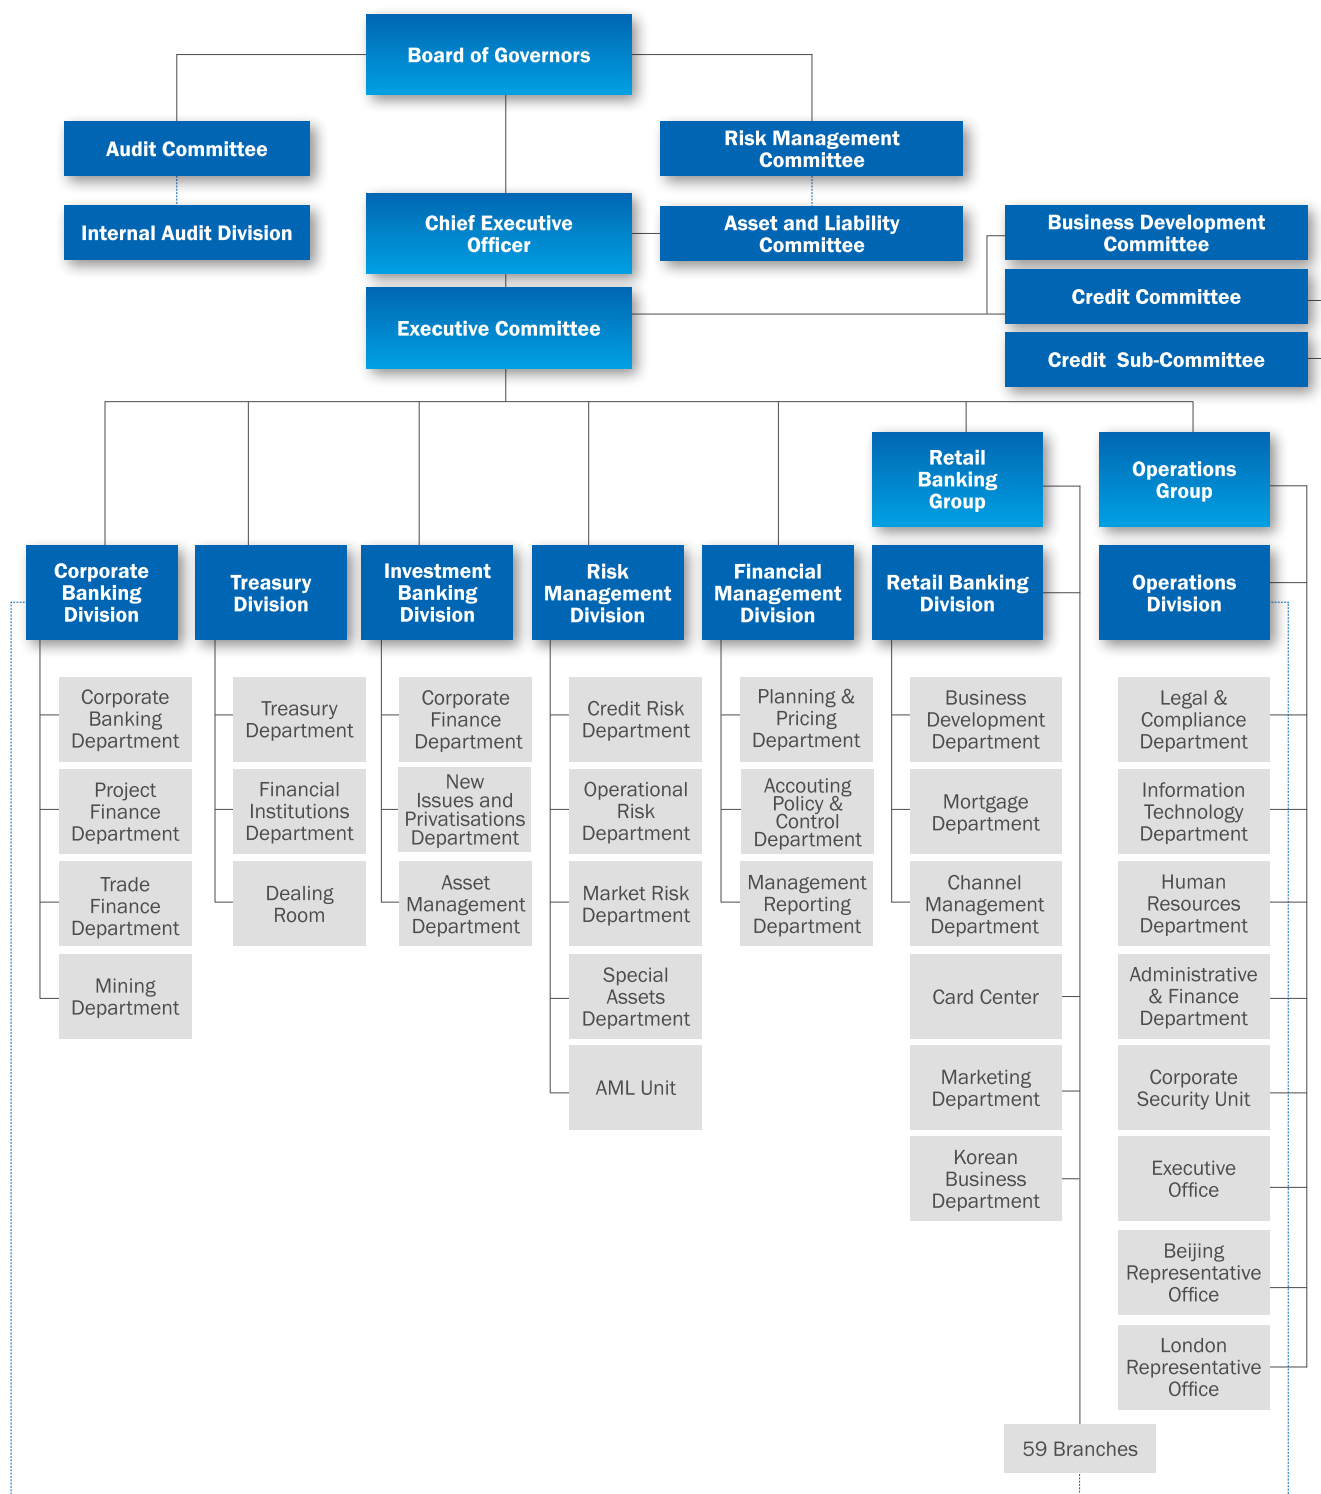 Board of Governors
Audit Committee
Risk Management
Committee
Internal Audit Division
Chief Executive
Officer
Asset and Liability
Committee
Business Development
Committee
Credit Committee
Executive Committee
Credit Sub-Committee
Retail
Banking
Group
Operations
Group
Corporate
Banking
Division
Treasury
Division
Investment
Banking
Division
Risk
Management
Division
Financial
Management
Division
Retail Banking
Division
Operations
Division
Corporate
Banking
Department
Treasury
Department
Corporate
Finance
Department
Credit Risk
Department
Planning &
Pricing
Department
Business
Development
Department
Legal &
Compliance
Department
Project
Finance
Department
Financial
Institutions
Department
New
Issues and
Privatisations
Department
Operational
Risk
Department
Accouting
Policy &
Control
Department
Mortgage
Department
Information
Technology
Department
Trade
Finance
Department
Dealing
Room
Asset
Management
Department
Market Risk
Department
Management
Reporting
Department
Channel
Management
Department
Human
Resources
Department
Mining
Department
Special
Assets
Department
Card Center
Administrative
& Finance
Department
AML Unit
Marketing
Department
Corporate
Security Unit
Korean
Business
Department
Executive
Office
Beijing
Representative
Office
London
Representative
Office
59 Branches